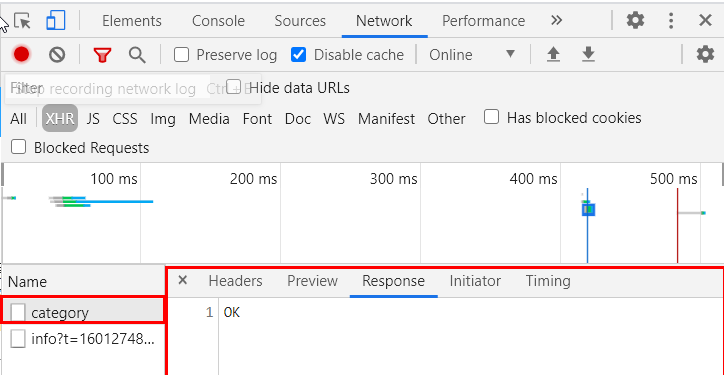 Elements Console Sources Network Performance »
Preserve log Disable cache Online
Filter Stop recording network log Ctrl + E Hide data URLs
All XHR JS CSS Img Media Font Doc WS Manifest Other Has blocked cookies
Blocked Requests
100 ms 200 ms 300 ms 400 ms 500 ms
Name × Headers Preview Response Initiator Timing
category 1 OK
info?t=16012748...